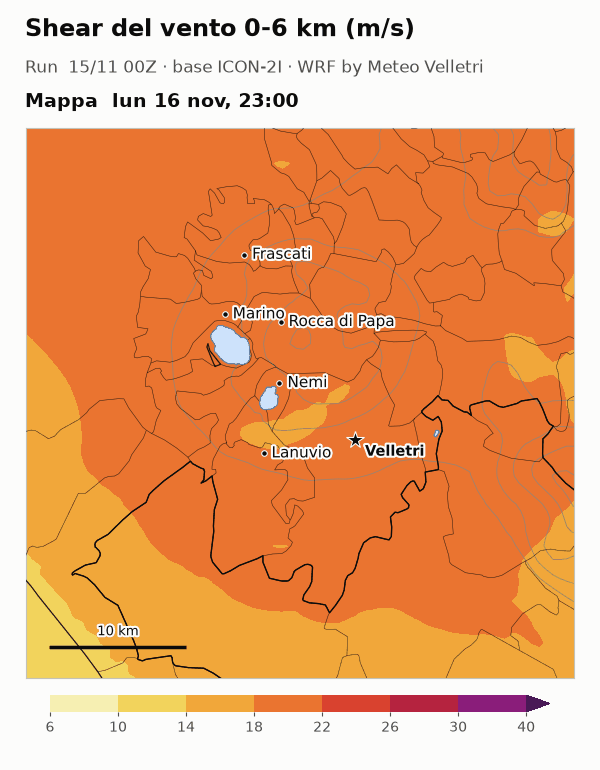 Shear del vento 0-6 km (m/s)
Run  15/11 00Z · base ICON-2I · WRF by Meteo Velletri
Mappa  lun 16 nov, 23:00
Frascati
Marino
Rocca di Papa
Nemi
Lanuvio
Velletri
10 km
6 10 14 18 22 26 30 40